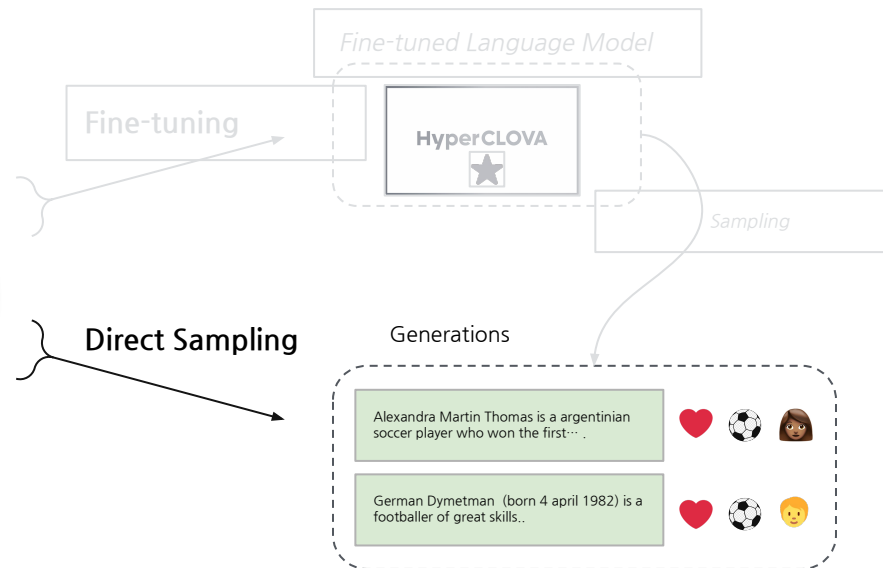 Fine-tuned Language Model
Fine-tuning
HyperCLOVA
Sampling
Direct Sampling
Generations
Alexandra Martin Thomas is a argentinian
soccer player who won the first… .
German Dymetman (born 4 april 1982) is a
footballer of great skills..